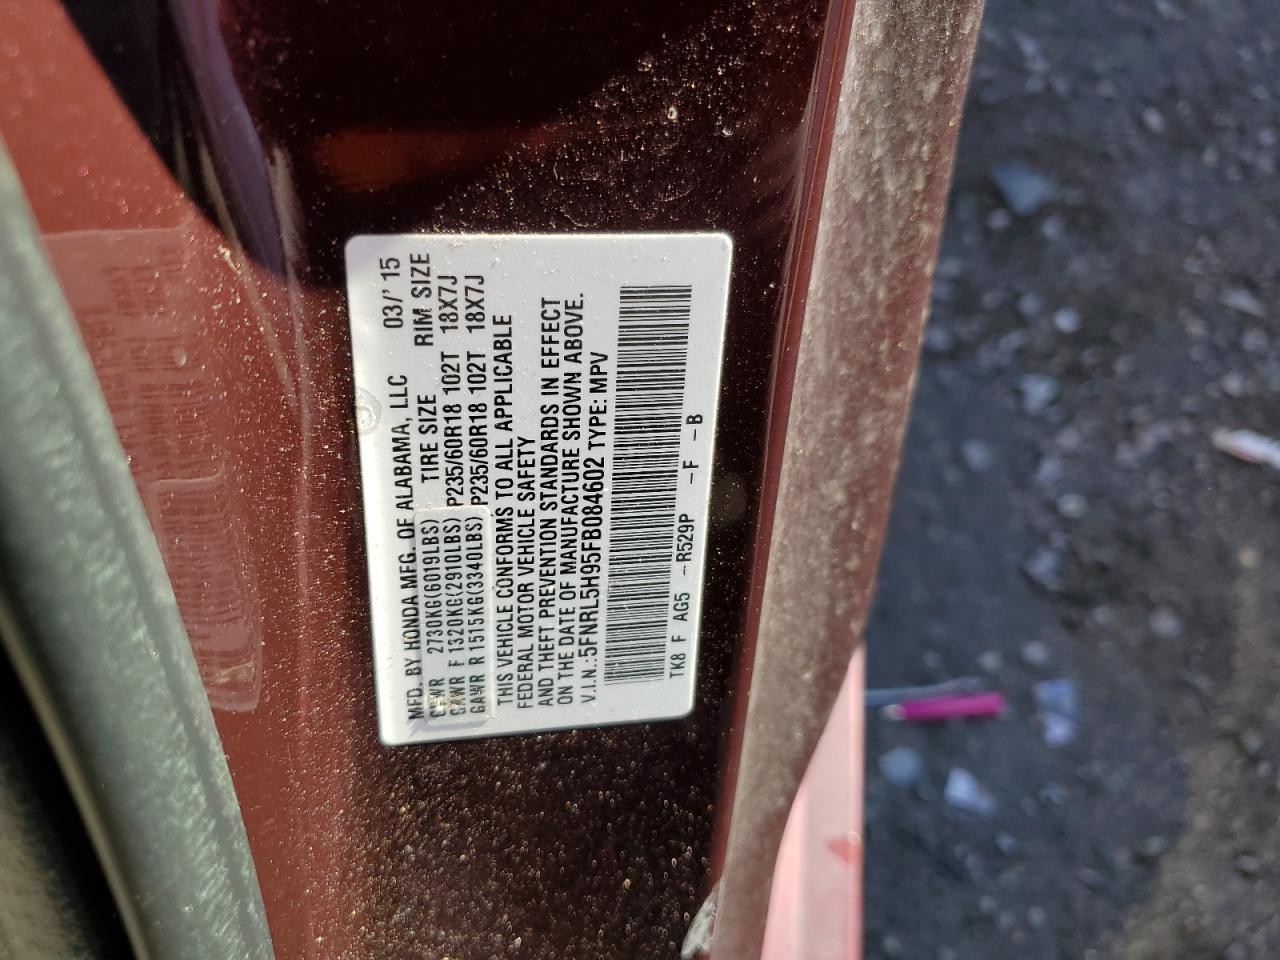 MFD. BY HONDA MFG. OF ALABAMA, LLC 03/' 15
GVWR 2730KG(6019LBS) TIRE SIZE RIM SIZE
GAWR F 1320KG(2910LBS) P235/60R18 102T 18X7J
GAWR R 1515KG(3340LBS) P235/60R18 102T 18X7J
THIS VEHICLE CONFORMS TO ALL APPLICABLE
FEDERAL MOTOR VEHICLE SAFETY
AND THEFT PREVENTION STANDARDS IN EFFECT
ON THE DATE OF MANUFACTURE SHOWN ABOVE.
V.I.N.:5FNRL5H95FB084602 TYPE: MPV
TK8 F AG5 -R529P -F -B